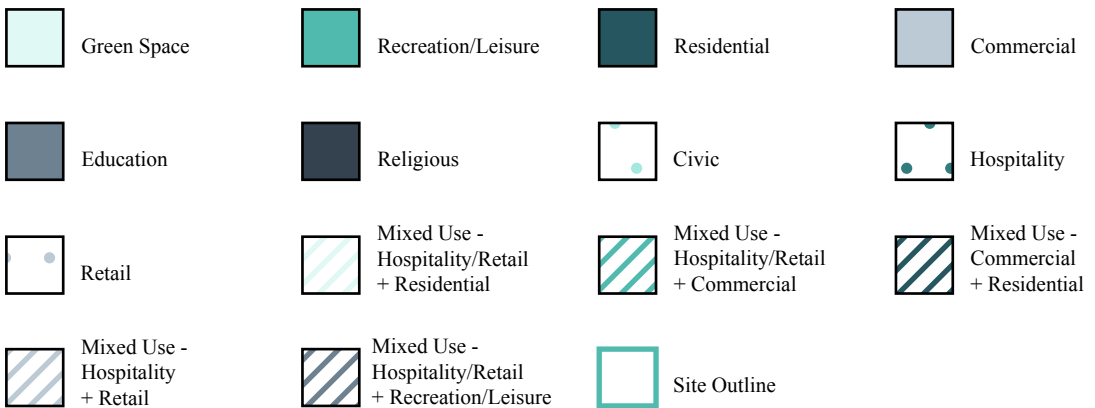 Green Space
Recreation/Leisure
Residential
Commercial
Education
Religious
Civic
Hospitality
Retail
Mixed Use -
Hospitality/Retail
+ Residential
Mixed Use -
Hospitality/Retail
+ Commercial
Mixed Use -
Commercial
+ Residential
Mixed Use -
Hospitality
+ Retail
Mixed Use -
Hospitality/Retail
+ Recreation/Leisure
Site Outline